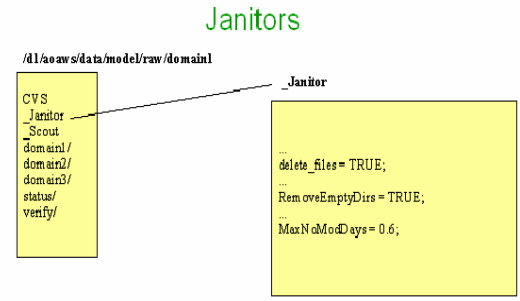 Janitors
/d1/aoaws/data/model/raw/domain1
_Janitor
CVS
_Janitor
_Scout
domain1/
domain2/
domain3/
status/
verify/
...
delete_files = TRUE;
...
RemoveEmptyDirs = TRUE;
...
MaxNoModDays = 0.6;